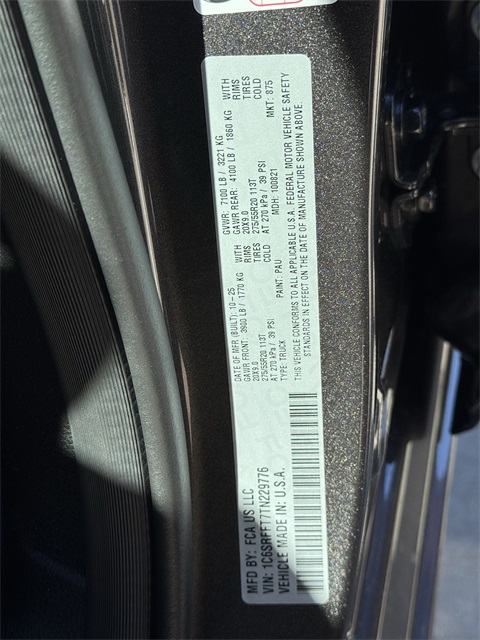 MFD BY: FCA US LLC
VIN: 1C6SRFFT7TN229776
VEHICLE MADE IN: U.S.A.
DATE OF MFR (BUILT): 10-25
GAWR FRONT: 3900 LB / 1770 KG WITH
20X9.0 RIMS
275/55R20 113T TIRES
AT 270 kPa / 39 PSI COLD
TYPE: TRUCK PAINT: PAU
GVWR: 7100 LB / 3221 KG
GAWR REAR: 4100 LB / 1860 KG WITH
20X9.0 RIMS
275/55R20 113T TIRES
AT 270 kPa / 39 PSI COLD
MDH: 100821 MKT: 875
THIS VEHICLE CONFORMS TO ALL APPLICABLE U.S.A. FEDERAL MOTOR VEHICLE SAFETY
STANDARDS IN EFFECT ON THE DATE OF MANUFACTURE SHOWN ABOVE.